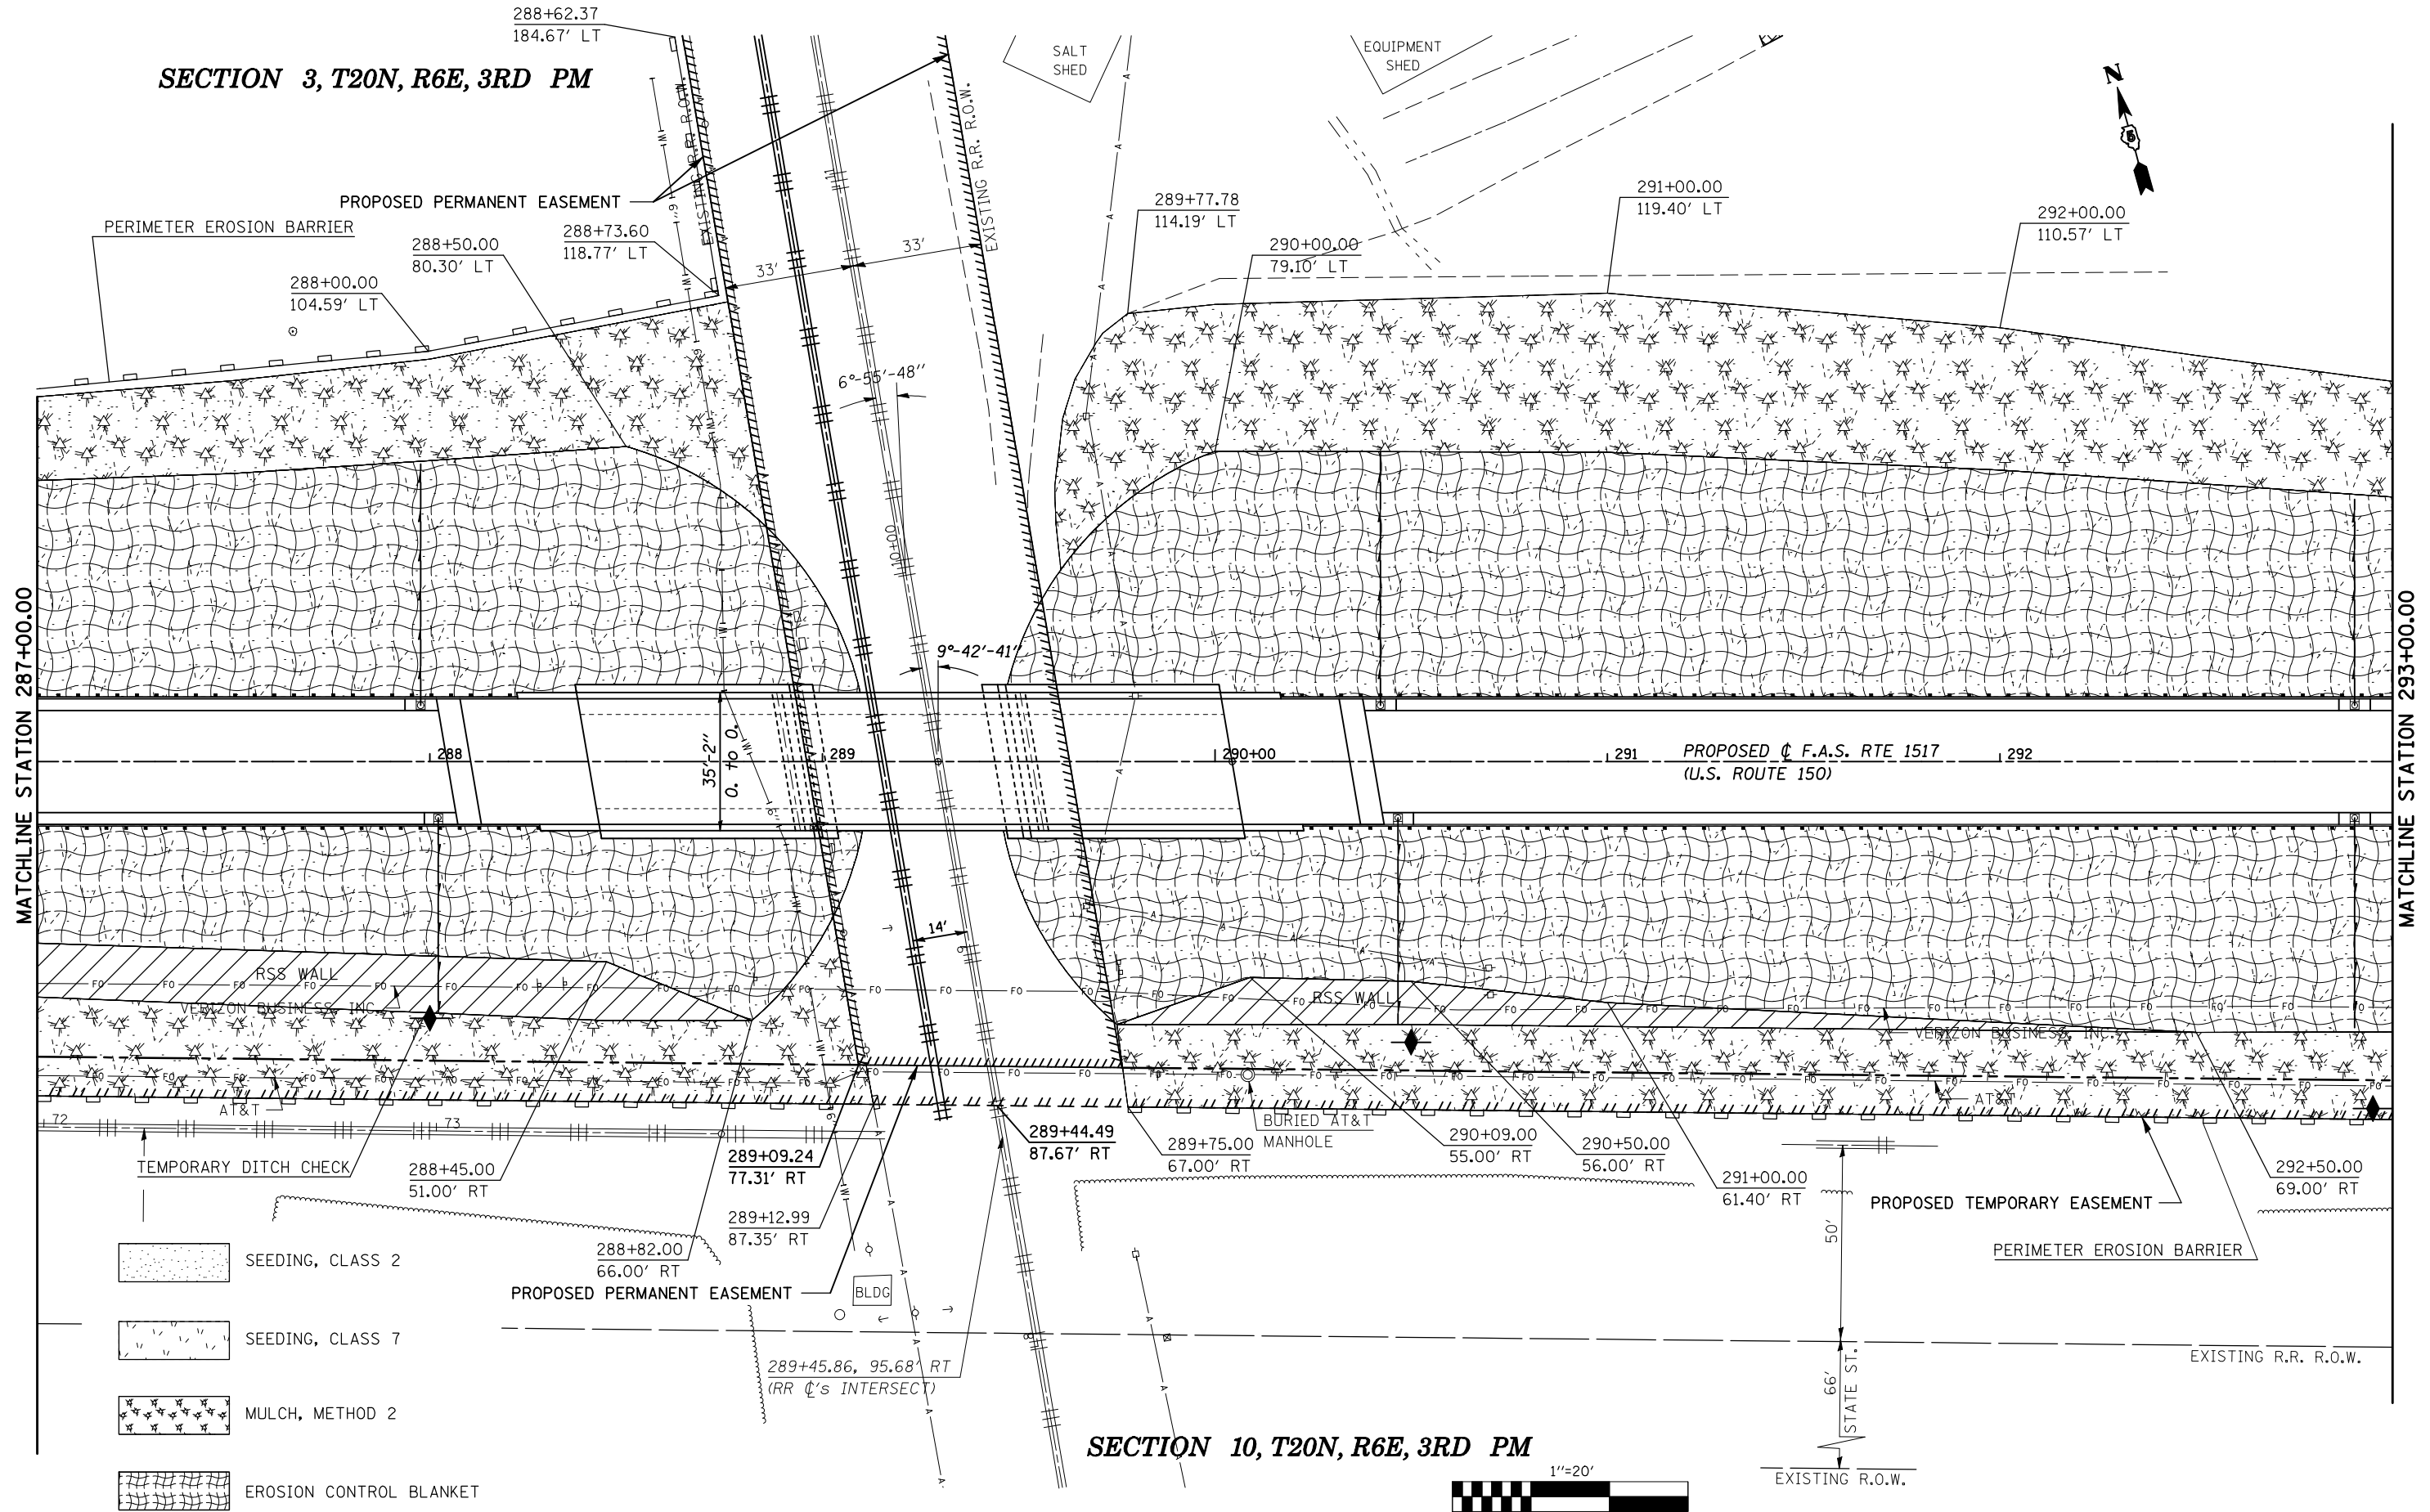 288+62.37
184.67' LT
SECTION 3, T20N, R6E, 3RD PM
SALT
SHED
EQUIPMENT
SHED
N
EXISTING R.R. R.O.W.
EXISTING R.R. R.O.W.
PROPOSED PERMANENT EASEMENT
PERIMETER EROSION BARRIER
288+00.00
104.59' LT
288+50.00
80.30' LT
288+73.60
118.77' LT
33'
33'
289+77.78
114.19' LT
290+00.00
79.10' LT
291+00.00
119.40' LT
292+00.00
110.57' LT
6°-55'-48"
9°-42'-41"
MATCHLINE STATION 287+00.00
MATCHLINE STATION 293+00.00
288
289
290+00
291
292
35'-2"
O. to O.
PROPOSED ℄ F.A.S. RTE 1517
(U.S. ROUTE 150)
14'
RSS WALL
VERIZON BUSINESS, INC.
RSS WALL
VERIZON BUSINESS, INC.
AT&T
AT&T
72
73
TEMPORARY DITCH CHECK
288+45.00
51.00' RT
288+82.00
66.00' RT
289+09.24
77.31' RT
289+12.99
87.35' RT
289+44.49
87.67' RT
289+75.00
67.00' RT
BURIED AT&T
MANHOLE
290+09.00
55.00' RT
290+50.00
56.00' RT
291+00.00
61.40' RT
292+50.00
69.00' RT
PROPOSED TEMPORARY EASEMENT
PERIMETER EROSION BARRIER
PROPOSED PERMANENT EASEMENT
BLDG
289+45.86, 95.68' RT
(RR ℄'s INTERSECT)
50'
66'
STATE ST.
EXISTING R.R. R.O.W.
EXISTING R.O.W.
SEEDING, CLASS 2
SEEDING, CLASS 7
MULCH, METHOD 2
EROSION CONTROL BLANKET
SECTION 10, T20N, R6E, 3RD PM
1"=20'